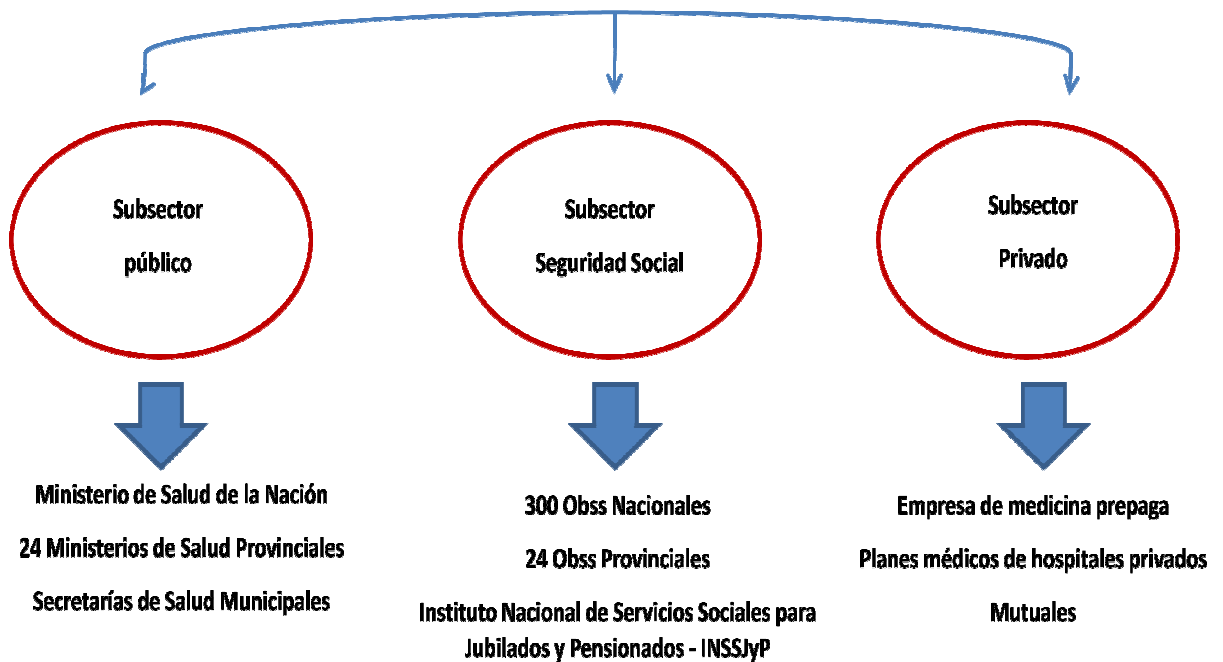 Subsector
público
Subsector
Seguridad Social
Subsector
Privado
Ministerio de Salud de la Nación
24 Ministerios de Salud Provinciales
Secretarías de Salud Municipales
300 Obss Nacionales
24 Obss Provinciales
Instituto Nacional de Servicios Sociales para
Jubilados y Pensionados - INSSJyP
Empresa de medicina prepaga
Planes médicos de hospitales privados
Mutuales